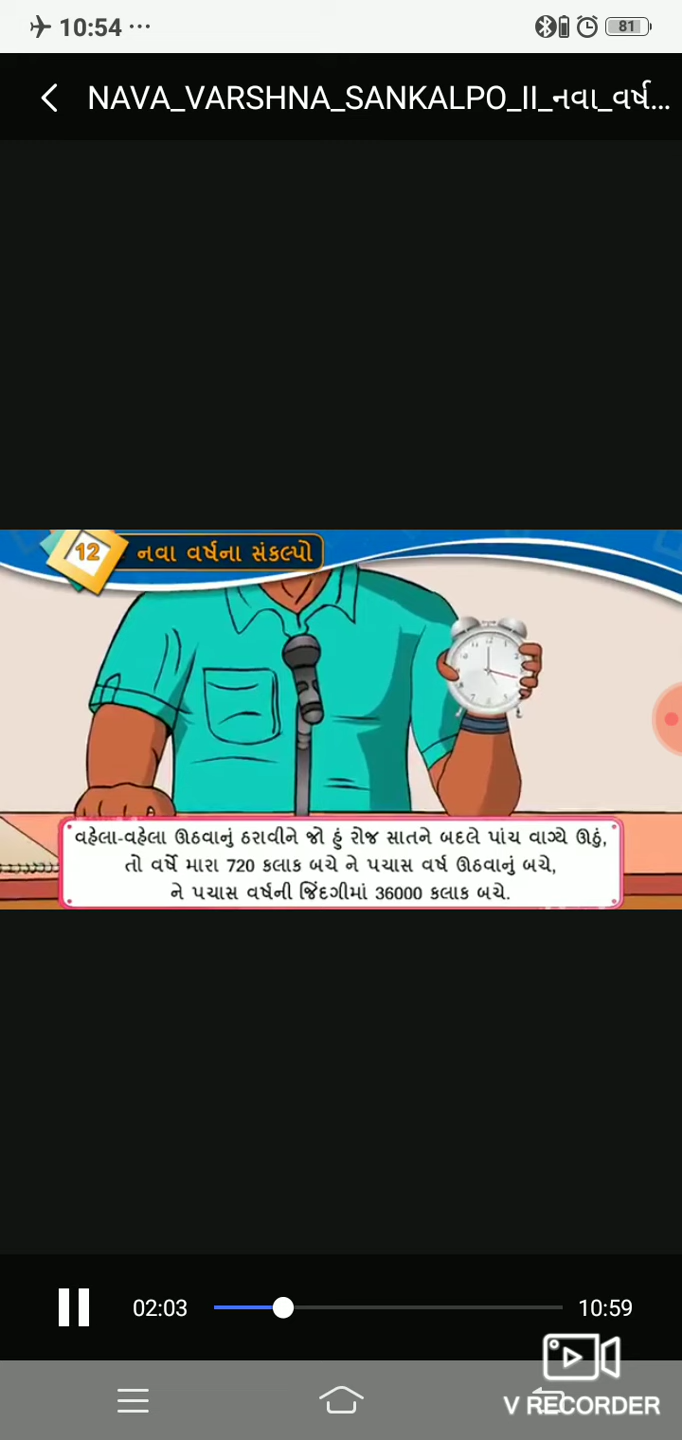 10:54 ...
81
NAVA_VARSHNA_SANKALPO_II_નવા_વર્ષ...
12 નવા વર્ષના સંકલ્પો
વહેલા-વહેલા ઊઠવાનું ઠરાવીને જો હું રોજ સાતને બદલે પાંચ વાગ્યે ઊઠું,
તો વર્ષે મારા 720 કલાક બચે ને પચાસ વર્ષ ઊઠવાનું બચે,
ને પચાસ વર્ષની જિંદગીમાં 36000 કલાક બચે.
02:03
10:59
V RECORDER